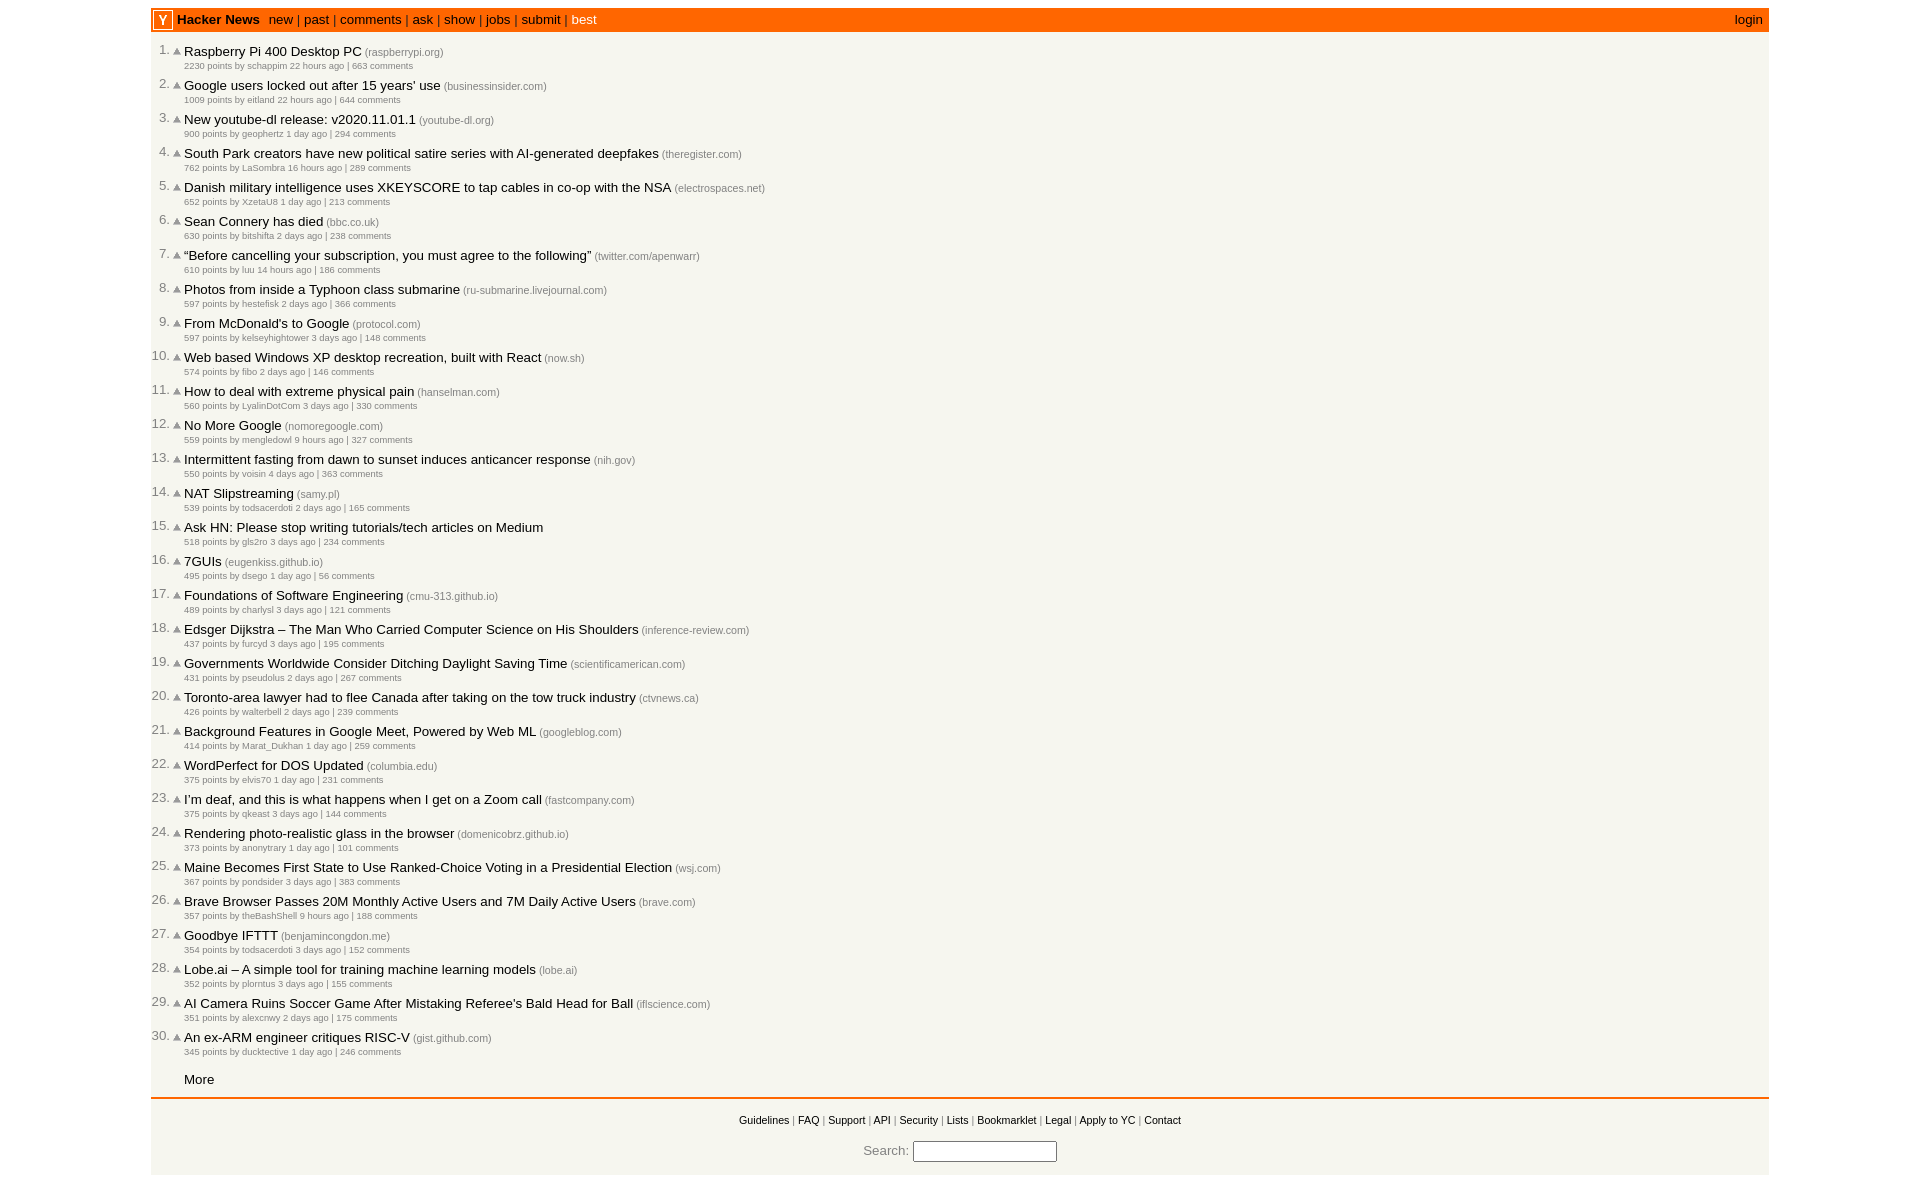 Y Hacker News new | past | comments | ask | show | jobs | submit | best login
1. Raspberry Pi 400 Desktop PC (raspberrypi.org)
2230 points by schappim 22 hours ago | 663 comments
2. Google users locked out after 15 years' use (businessinsider.com)
1009 points by eitland 22 hours ago | 644 comments
3. New youtube-dl release: v2020.11.01.1 (youtube-dl.org)
900 points by geophertz 1 day ago | 294 comments
4. South Park creators have new political satire series with AI-generated deepfakes (theregister.com)
762 points by LaSombra 16 hours ago | 289 comments
5. Danish military intelligence uses XKEYSCORE to tap cables in co-op with the NSA (electrospaces.net)
652 points by XzetaU8 1 day ago | 213 comments
6. Sean Connery has died (bbc.co.uk)
630 points by bitshifta 2 days ago | 238 comments
7. “Before cancelling your subscription, you must agree to the following” (twitter.com/apenwarr)
610 points by luu 14 hours ago | 186 comments
8. Photos from inside a Typhoon class submarine (ru-submarine.livejournal.com)
597 points by hestefisk 2 days ago | 366 comments
9. From McDonald's to Google (protocol.com)
597 points by kelseyhightower 3 days ago | 148 comments
10. Web based Windows XP desktop recreation, built with React (now.sh)
574 points by fibo 2 days ago | 146 comments
11. How to deal with extreme physical pain (hanselman.com)
560 points by LyalinDotCom 3 days ago | 330 comments
12. No More Google (nomoregoogle.com)
559 points by mengledowl 9 hours ago | 327 comments
13. Intermittent fasting from dawn to sunset induces anticancer response (nih.gov)
550 points by voisin 4 days ago | 363 comments
14. NAT Slipstreaming (samy.pl)
539 points by todsacerdoti 2 days ago | 165 comments
15. Ask HN: Please stop writing tutorials/tech articles on Medium
518 points by gls2ro 3 days ago | 234 comments
16. 7GUIs (eugenkiss.github.io)
495 points by dsego 1 day ago | 56 comments
17. Foundations of Software Engineering (cmu-313.github.io)
489 points by charlysl 3 days ago | 121 comments
18. Edsger Dijkstra – The Man Who Carried Computer Science on His Shoulders (inference-review.com)
437 points by furcyd 3 days ago | 195 comments
19. Governments Worldwide Consider Ditching Daylight Saving Time (scientificamerican.com)
431 points by pseudolus 2 days ago | 267 comments
20. Toronto-area lawyer had to flee Canada after taking on the tow truck industry (ctvnews.ca)
426 points by walterbell 2 days ago | 239 comments
21. Background Features in Google Meet, Powered by Web ML (googleblog.com)
414 points by Marat_Dukhan 1 day ago | 259 comments
22. WordPerfect for DOS Updated (columbia.edu)
375 points by elvis70 1 day ago | 231 comments
23. I’m deaf, and this is what happens when I get on a Zoom call (fastcompany.com)
375 points by qkeast 3 days ago | 144 comments
24. Rendering photo-realistic glass in the browser (domenicobrz.github.io)
373 points by anonytrary 1 day ago | 101 comments
25. Maine Becomes First State to Use Ranked-Choice Voting in a Presidential Election (wsj.com)
367 points by pondsider 3 days ago | 383 comments
26. Brave Browser Passes 20M Monthly Active Users and 7M Daily Active Users (brave.com)
357 points by theBashShell 9 hours ago | 188 comments
27. Goodbye IFTTT (benjamincongdon.me)
354 points by todsacerdoti 3 days ago | 152 comments
28. Lobe.ai – A simple tool for training machine learning models (lobe.ai)
352 points by plorntus 3 days ago | 155 comments
29. AI Camera Ruins Soccer Game After Mistaking Referee's Bald Head for Ball (iflscience.com)
351 points by alexcnwy 2 days ago | 175 comments
30. An ex-ARM engineer critiques RISC-V (gist.github.com)
345 points by ducktective 1 day ago | 246 comments
More
Guidelines | FAQ | Support | API | Security | Lists | Bookmarklet | Legal | Apply to YC | Contact
Search: